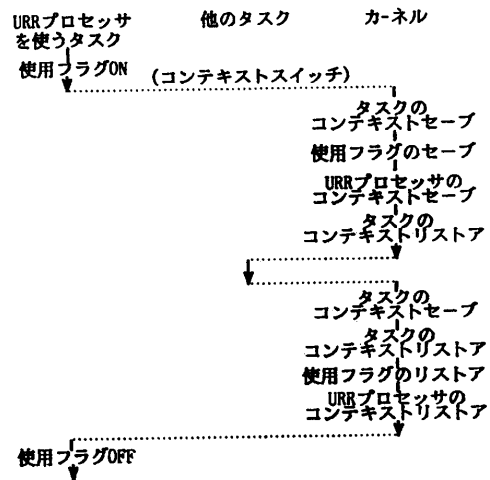 URRプロセッサ
を使うタスク
他のタスク
カーネル
使用フラグON
(コンテキストスイッチ)
タスクの
コンテキストセーブ
使用フラグのセーブ
URRプロセッサの
コンテキストセーブ
タスクの
コンテキストリストア
タスクの
コンテキストセーブ
タスクの
コンテキストリストア
使用フラグのリストア
URRプロセッサの
コンテキストリストア
使用フラグOFF